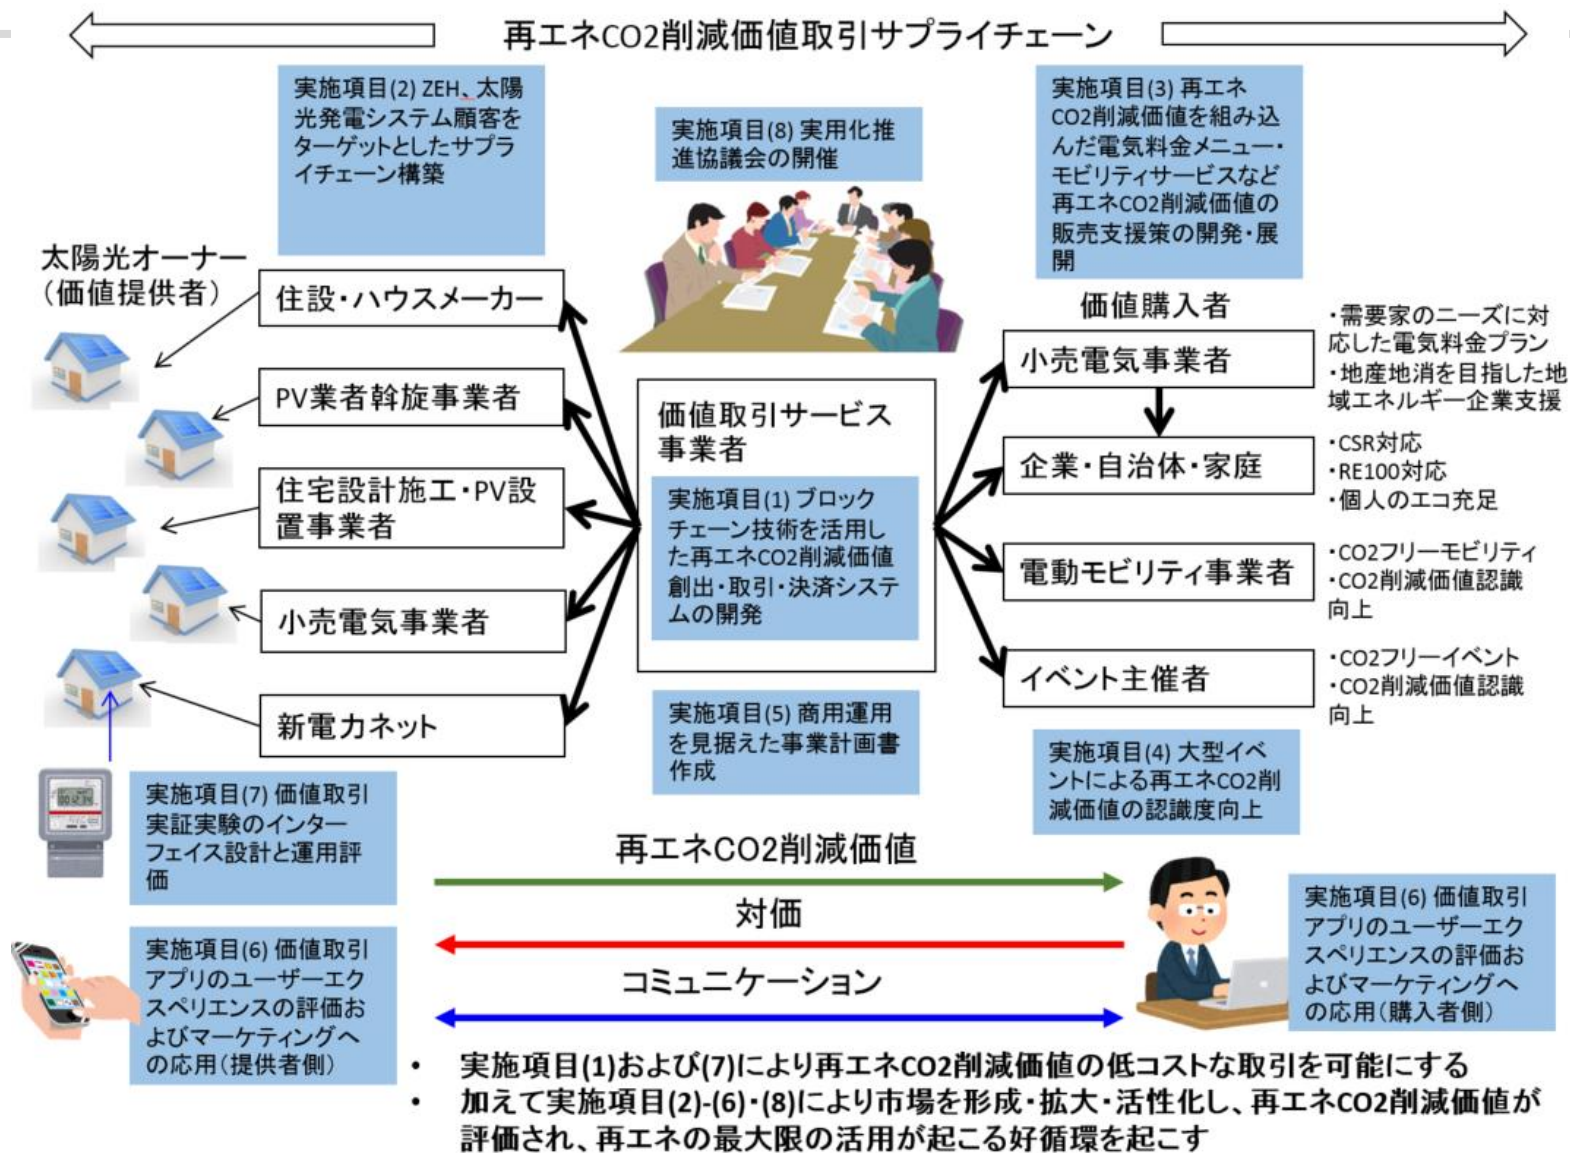 再エネCO2削減価値取引サプライチェーン
実施項目(2) ZEH、太陽
光発電システム顧客を
ターゲットとしたサプラ
イチェーン構築
実施項目(8) 実用化推
進協議会の開催
実施項目(3) 再エネ
CO2削減価値を組み込
んだ電気料金メニュー・
モビリティサービスなど
再エネCO2削減価値の
販売支援策の開発・展
開
太陽光オーナー
（価値提供者）
住設・ハウスメーカー
PV業者斡旋事業者
住宅設計施工・PV設
置事業者
小売電気事業者
新電力ネット
価値取引サービス
事業者
実施項目(1) ブロック
チェーン技術を活用し
た再エネCO2削減価値
創出・取引・決済システ
ムの開発
実施項目(5) 商用運用
を見据えた事業計画書
作成
価値購入者
小売電気事業者
・需要家のニーズに対
応した電気料金プラン
・地産地消を目指した地
域エネルギー企業支援
企業・自治体・家庭
・CSR対応
・RE100対応
・個人のエコ充足
電動モビリティ事業者
・CO2フリーモビリティ
・CO2削減価値認識
向上
イベント主催者
・CO2フリーイベント
・CO2削減価値認識
向上
実施項目(4) 大型イベ
ントによる再エネCO2削
減価値の認識度向上
実施項目(7) 価値取引
実証実験のインター
フェイス設計と運用評
価
実施項目(6) 価値取引
アプリのユーザーエク
スペリエンスの評価お
よびマーケティングへ
の応用（提供者側）
再エネCO2削減価値
対価
コミュニケーション
実施項目(6) 価値取引
アプリのユーザーエク
スペリエンスの評価お
よびマーケティングへ
の応用（購入者側）
• 実施項目(1)および(7)により再エネCO2削減価値の低コストな取引を可能にする
• 加えて実施項目(2)-(6)・(8)により市場を形成・拡大・活性化し、再エネCO2削減価値が
評価され、再エネの最大限の活用が起こる好循環を起こす